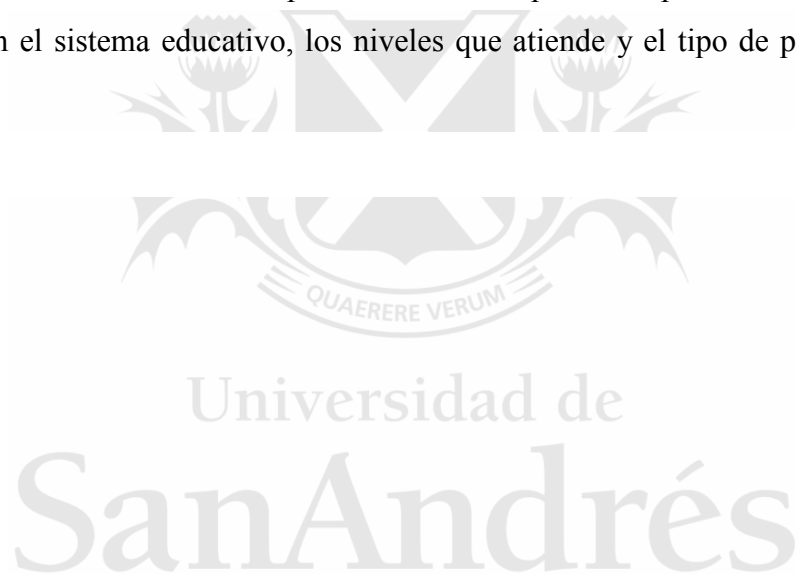 el sistema educativo, los niveles que atiende y el tipo de
QUAERERE VERUM
Universidad de
SanAndrés